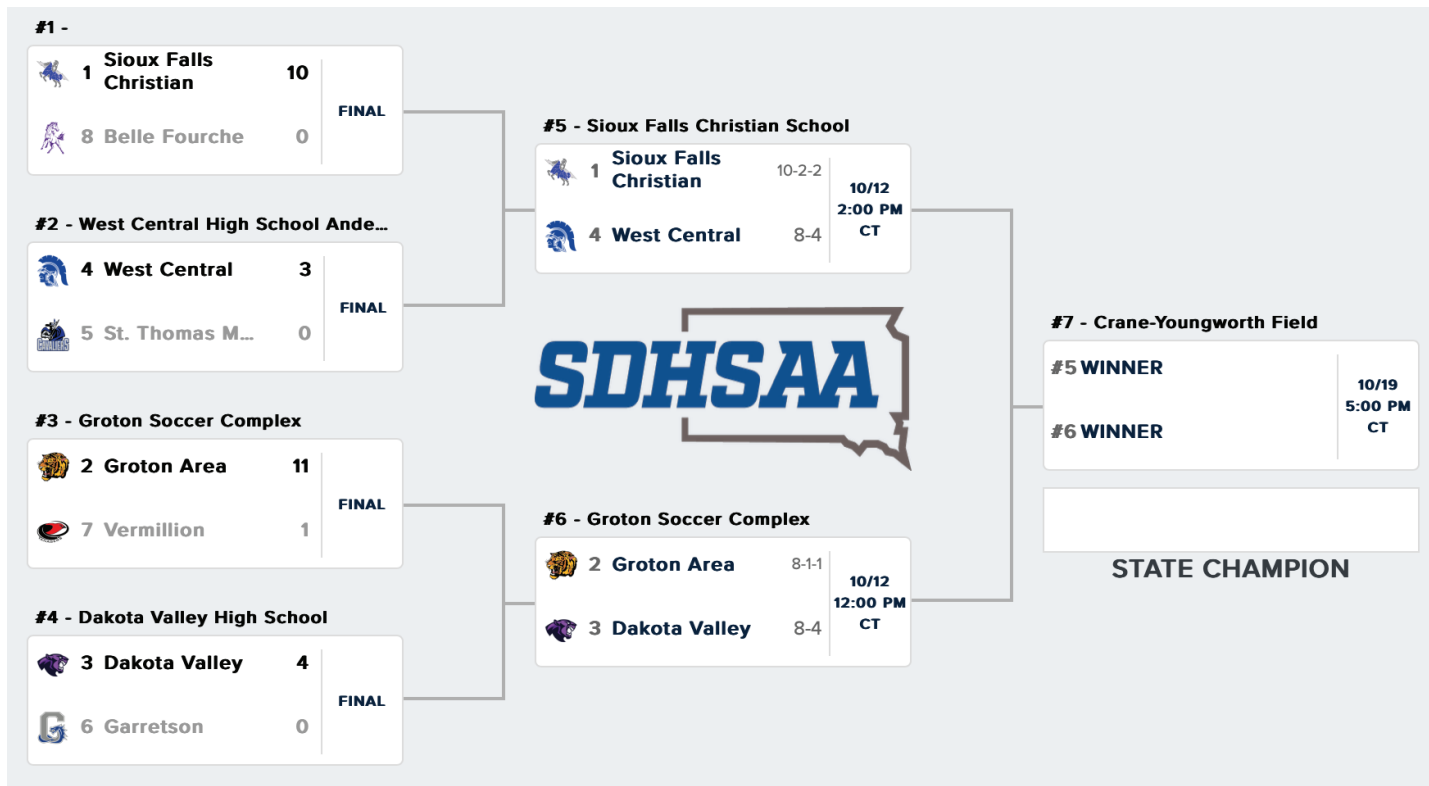 #1 -
1 Sioux Falls Christian 10
8 Belle Fourche 0
FINAL
#2 - West Central High School Ande...
4 West Central 3
5 St. Thomas M... 0
FINAL
#3 - Groton Soccer Complex
2 Groton Area 11
7 Vermillion 1
FINAL
#4 - Dakota Valley High School
3 Dakota Valley 4
6 Garretson 0
FINAL
#5 - Sioux Falls Christian School
1 Sioux Falls Christian 10-2-2
4 West Central 8-4
10/12
2:00 PM
CT
SDHSAA
#6 - Groton Soccer Complex
2 Groton Area 8-1-1
3 Dakota Valley 8-4
10/12
12:00 PM
CT
#7 - Crane-Youngworth Field
#5 WINNER
#6 WINNER
10/19
5:00 PM
CT
STATE CHAMPION